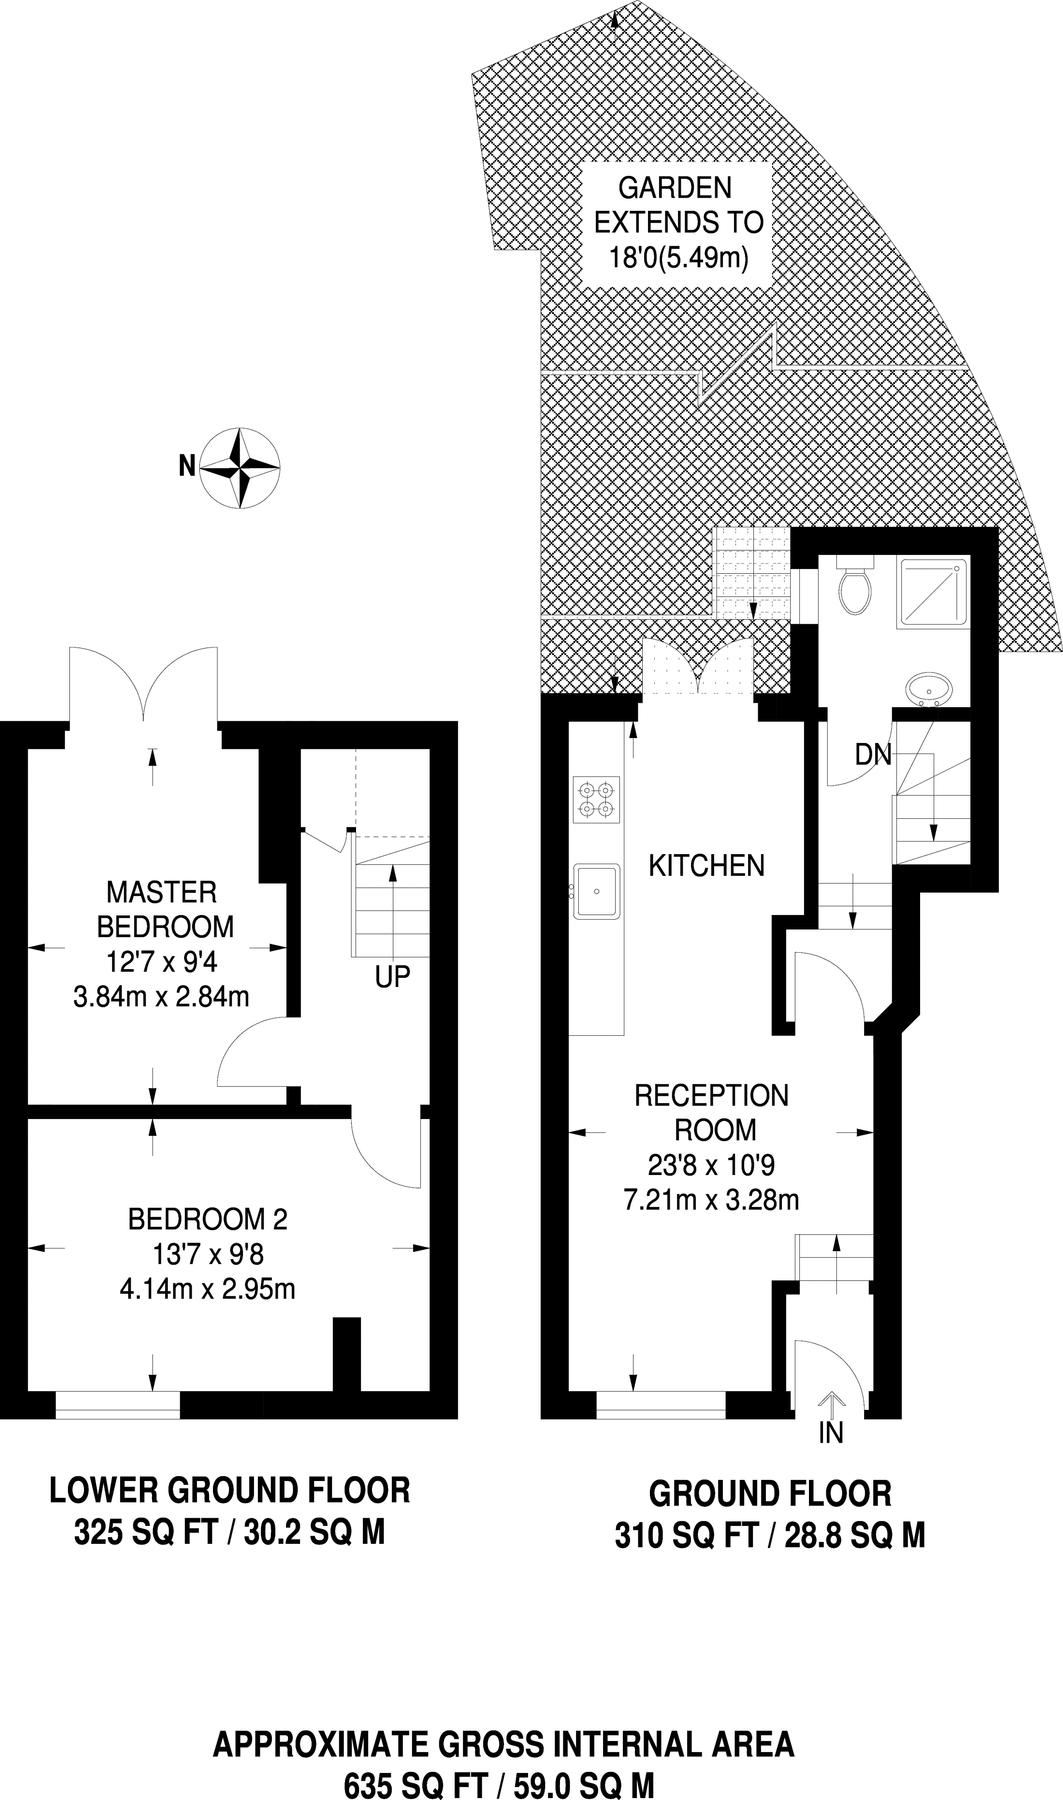 GARDEN
EXTENDS TO
18'0(5.49m)
N
DN
KITCHEN
MASTER
BEDROOM
12'7 x 9'4
3.84m x 2.84m
UP
RECEPTION
ROOM
23'8 x 10'9
7.21m x 3.28m
BEDROOM 2
13'7 x 9'8
4.14m x 2.95m
IN
LOWER GROUND FLOOR
325 SQ FT / 30.2 SQ M
GROUND FLOOR
310 SQ FT / 28.8 SQ M
APPROXIMATE GROSS INTERNAL AREA
635 SQ FT / 59.0 SQ M